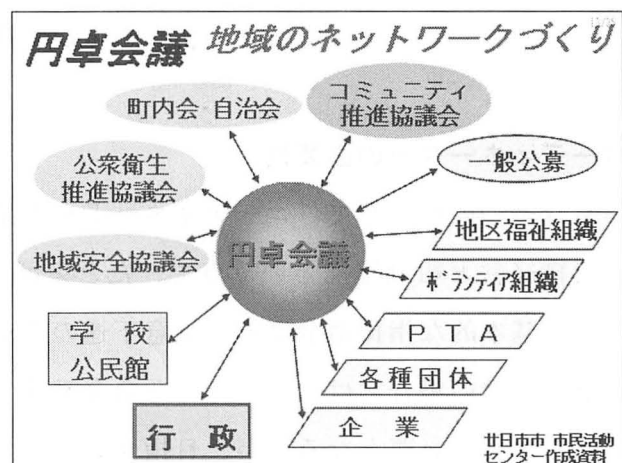 円卓会議 地域のネットワークづくり
町内会・自治会
コミュニティ
推進協議会
公衆衛生
推進協議会
一般公募
地域安全協議会
円卓会議
地区福祉組織
ボランティア組織
学校
公民館
PTA
各種団体
行政
企業
廿日市市 市民活動
センター作成資料